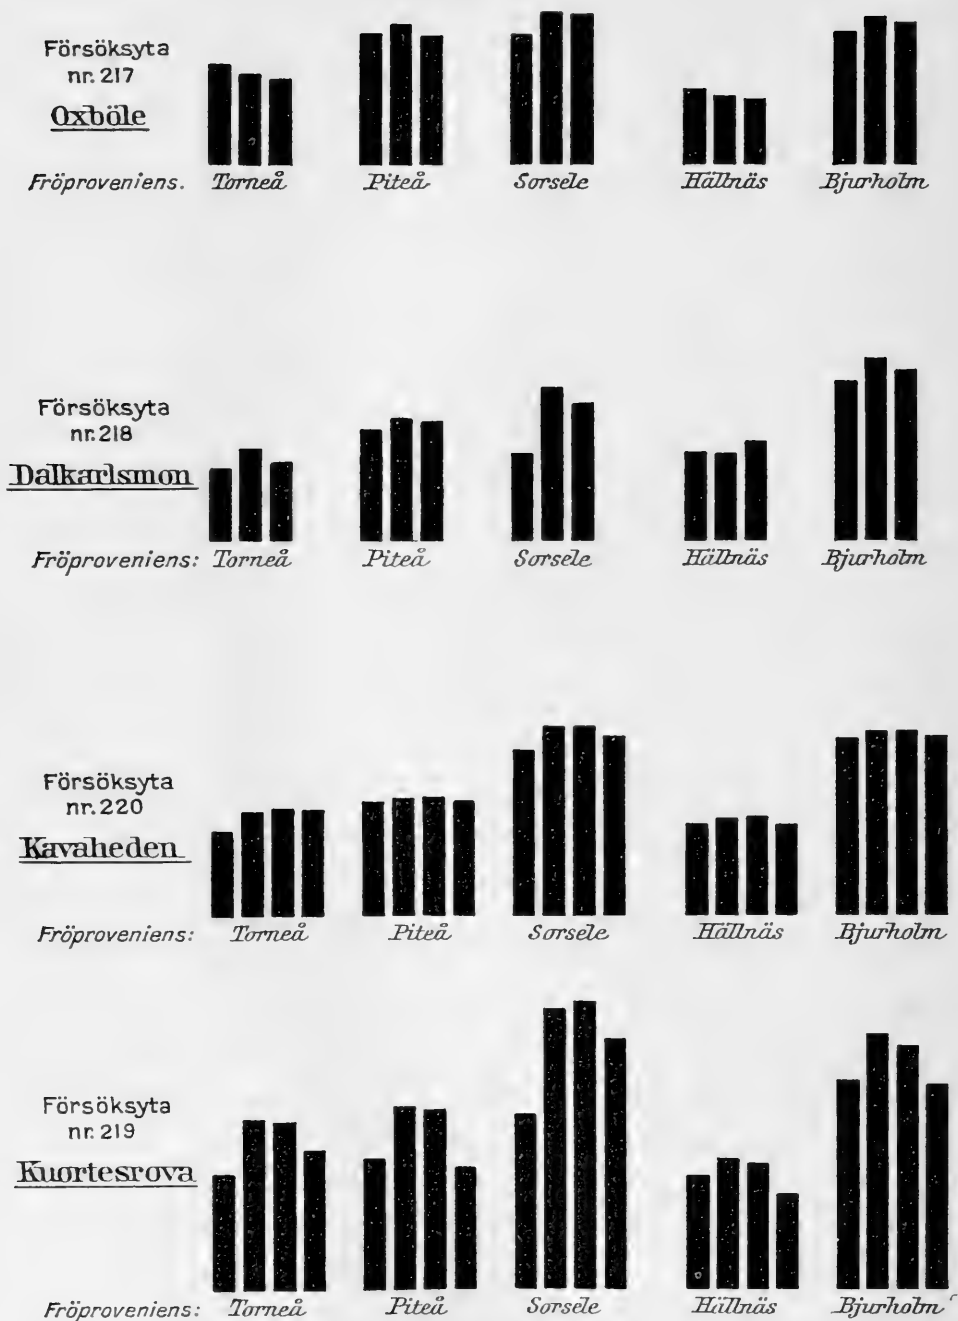 Försöksyta
nr. 217
Oxböle
Fröproveniens. Torneå Piteå Sorsele Hällnäs Bjurholm
Försöksyta
nr. 218
Dalkarlsmon
Fröproveniens: Torneå Piteå Sorsele Hällnäs Bjurholm
Försöksyta
nr. 220
Kavaheden
Fröproveniens: Torneå Piteå Sorsele Hällnäs Bjurholm
Försöksyta
nr. 219
Kuortesrova
Fröproveniens: Torneå Piteå Sorsele Hällnäs Bjurholm